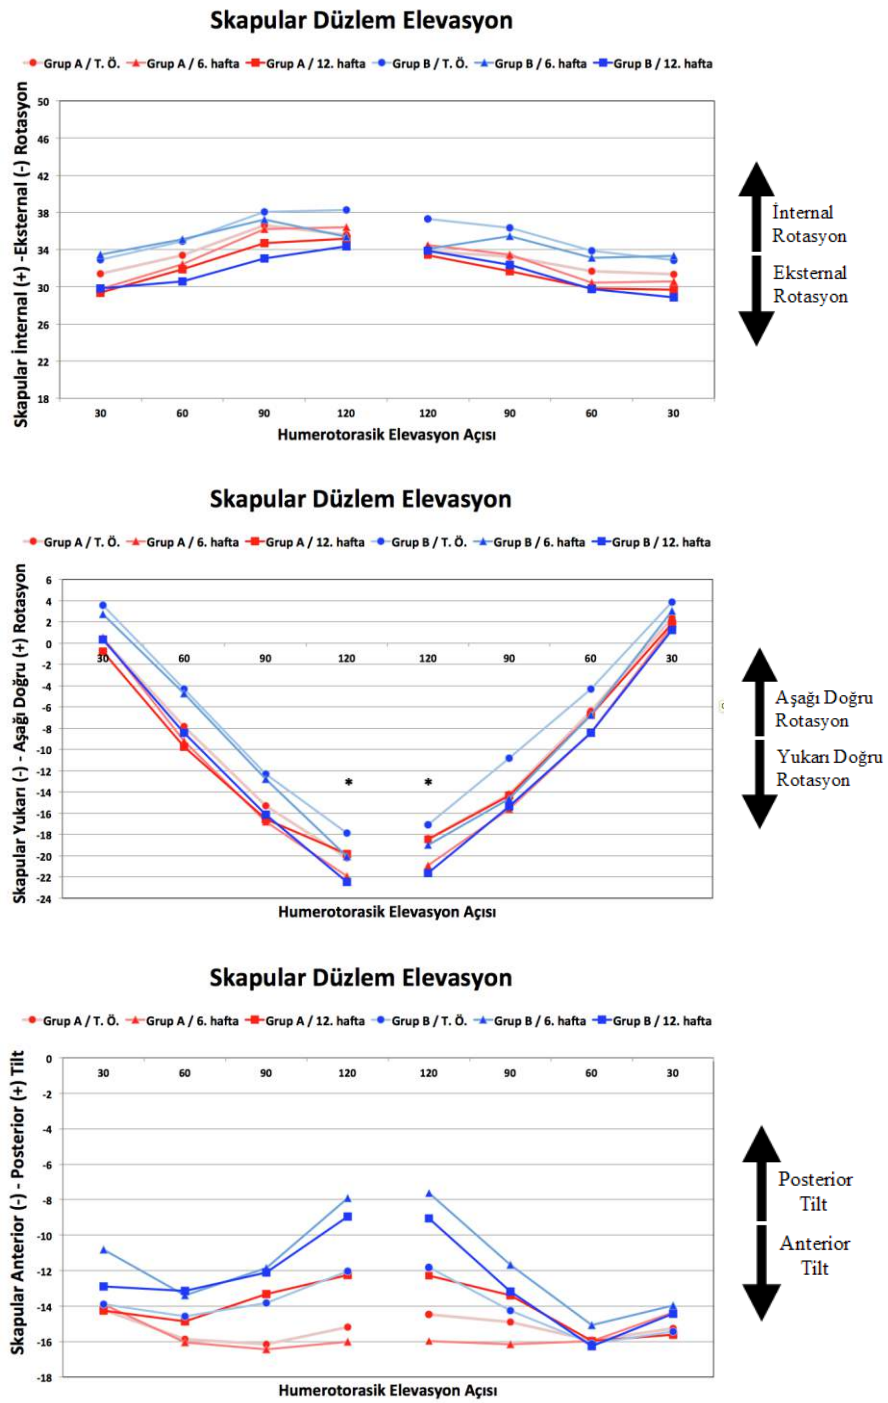 Skapular Düzlem Elevasyon
Grup A / T. Ö. Grup A / 6. hafta Grup A / 12. hafta Grup B / T. Ö. Grup B / 6. hafta Grup B / 12. hafta
Skapular İnternal (+) -Eksternal (-) Rotasyon
50
46
42
38
34
30
26
22
18
30 60 90 120 120 90 60 30
Humerotorasik Elevasyon Açısı
İnternal
Rotasyon
Eksternal
Rotasyon
Skapular Düzlem Elevasyon
Grup A / T. Ö. Grup A / 6. hafta Grup A / 12. hafta Grup B / T. Ö. Grup B / 6. hafta Grup B / 12. hafta
Skapular Yukarı (-) - Aşağı Doğru (+) Rotasyon
6
4
2
0
-2
-4
-6
-8
-10
-12
-14
-16
-18
-20
-22
-24
30 60 90 120 120 90 60 30
* *
Humerotorasik Elevasyon Açısı
Aşağı Doğru
Rotasyon
Yukarı Doğru
Rotasyon
Skapular Düzlem Elevasyon
Grup A / T. Ö. Grup A / 6. hafta Grup A / 12. hafta Grup B / T. Ö. Grup B / 6. hafta Grup B / 12. hafta
Skapular Anterior (-) - Posterior (+) Tilt
0
-2
-4
-6
-8
-10
-12
-14
-16
-18
30 60 90 120 120 90 60 30
Humerotorasik Elevasyon Açısı
Posterior
Tilt
Anterior
Tilt